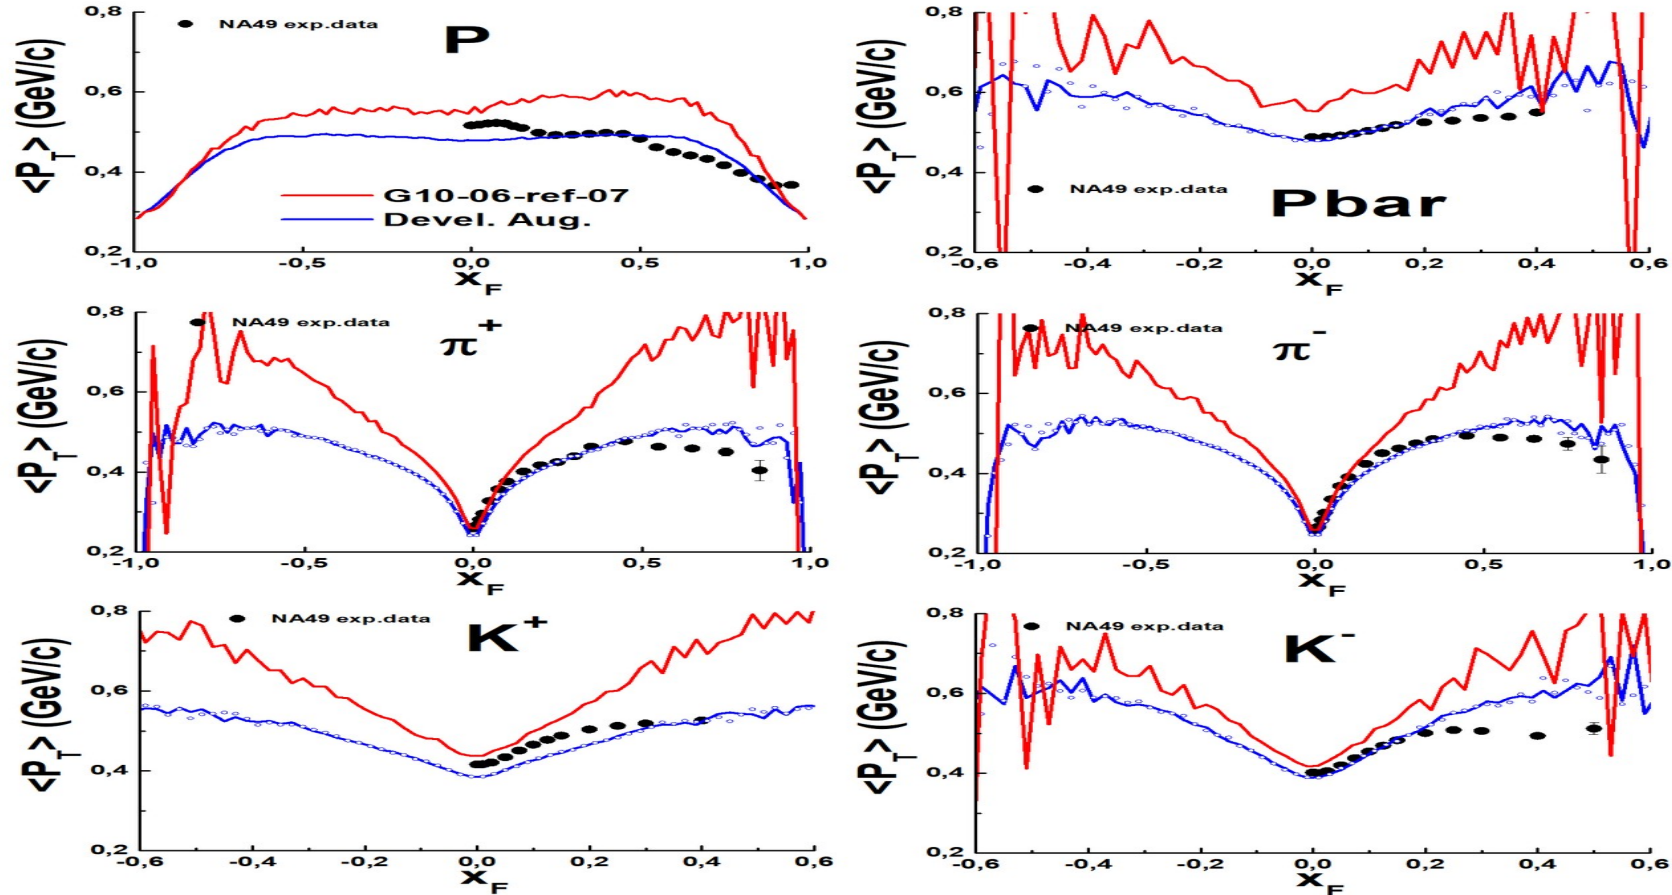 0,8
NA49 exp.data
P
0,6
<P_T> (GeV/c)
0,4
G10-06-ref-07
Devel. Aug.
0,2
-1,0 -0,5 0,0 0,5 1,0
X_F
0,8
0,6
<P_T> (GeV/c)
NA49 exp.data
Pbar
0,4
0,2
-0,6 -0,4 -0,2 0,0 0,2 0,4 0,6
X_F
0,8
NA49 exp.data
π+
0,6
<P_T> (GeV/c)
0,4
0,2
-1,0 -0,5 0,0 0,5 1,0
X_F
0,8
NA49 exp.data
π-
0,6
<P_T> (GeV/c)
0,4
0,2
-1,0 -0,5 0,0 0,5 1,0
X_F
0,8
NA49 exp.data
K+
0,6
<P_T> (GeV/c)
0,4
0,2
-0,6 -0,4 -0,2 0,0 0,2 0,4 0,6
X_F
0,8
NA49 exp.data
K-
0,6
<P_T> (GeV/c)
0,4
0,2
-0,6 -0,4 -0,2 0,0 0,2 0,4 0,6
X_F